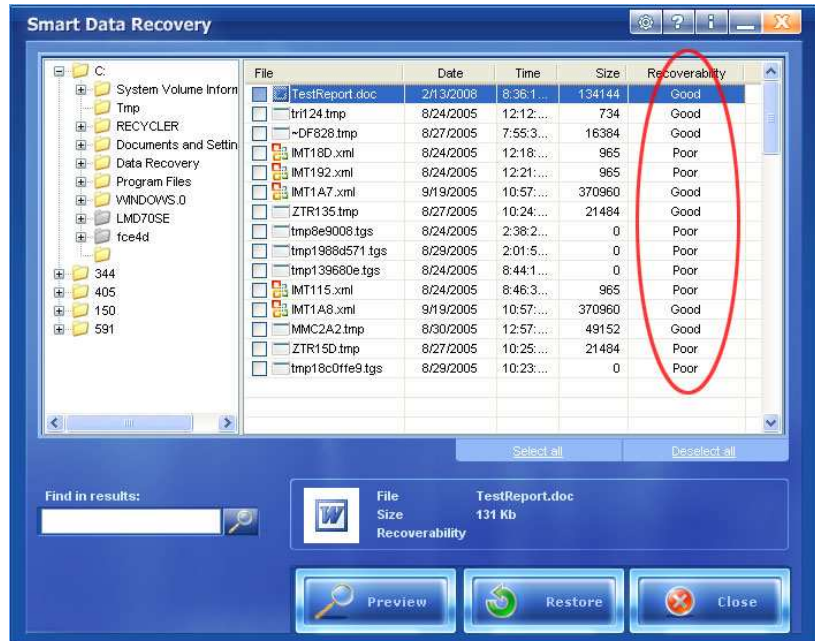 Smart Data Recovery
C:
System Volume Inform
Tmp
RECYCLER
Documents and Settin
Data Recovery
Program Files
WINDOWS.0
LMD70SE
fce4d
344
405
150
591
File Date Time Size Recoverability
TestReport.doc 2/13/2008 8:36:1... 134144 Good
tri124.tmp 8/24/2005 12:12:... 734 Good
~DF828.tmp 8/27/2005 7:55:3... 16384 Good
IMT18D.xml 8/24/2005 12:18:... 965 Poor
IMT192.xml 8/24/2005 12:21:... 965 Poor
IMT1A7.xml 9/19/2005 10:57:... 370960 Good
ZTR135.tmp 8/27/2005 10:24:... 21484 Good
tmp8e9008.tgs 8/24/2005 2:38:2... 0 Poor
tmp1988d571.tgs 8/29/2005 2:01:5... 0 Poor
tmp139680e.tgs 8/24/2005 8:44:1... 0 Poor
IMT115.xml 8/24/2005 8:46:3... 965 Poor
IMT1A8.xml 9/19/2005 10:57:... 370960 Good
MMC2A2.tmp 8/30/2005 12:57:... 49152 Good
ZTR15D.tmp 8/27/2005 10:25:... 21484 Poor
tmp18c0ffe9.tgs 8/29/2005 10:23:... 0 Poor
Select all Deselect all
Find in results:
File TestReport.doc
Size 131 Kb
Recoverability
Preview Restore Close